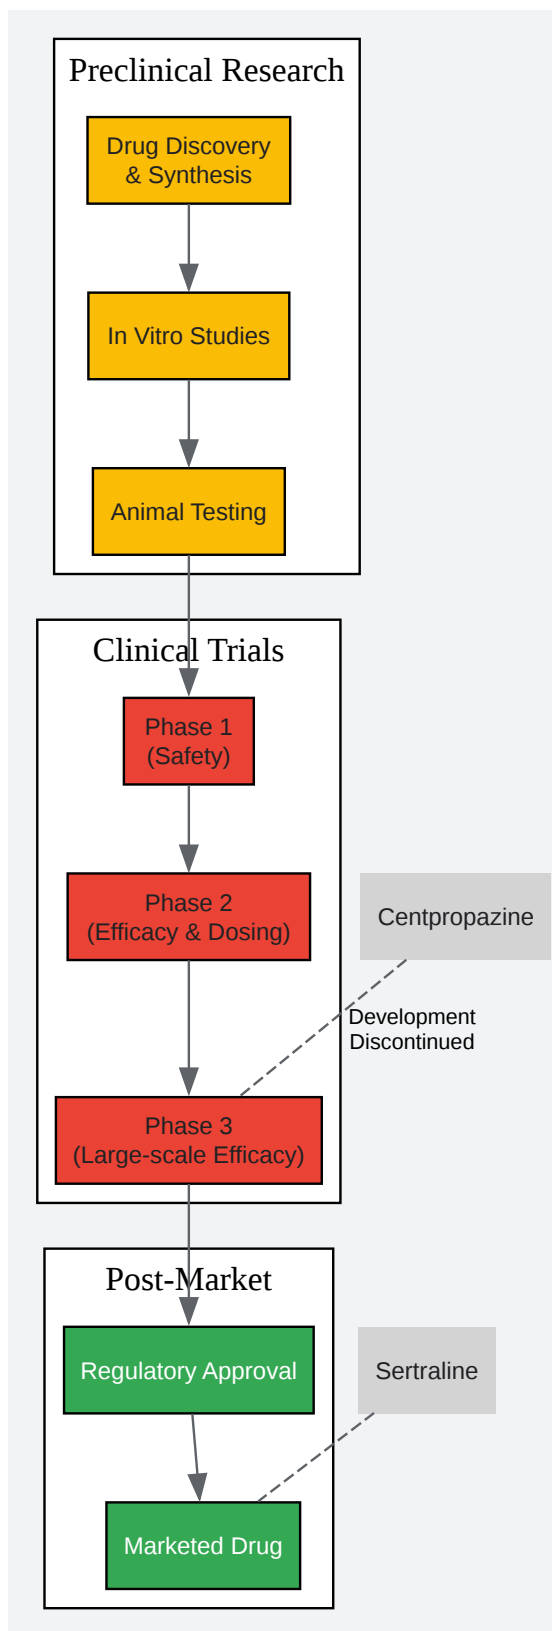 Preclinical Research
Drug Discovery
& Synthesis
In Vitro Studies
Animal Testing
Clinical Trials
Phase 1
(Safety)
Phase 2
(Efficacy & Dosing)
Centpropazine
Development
Discontinued
Phase 3
(Large-scale Efficacy)
Post-Market
Regulatory Approval
Sertraline
Marketed Drug